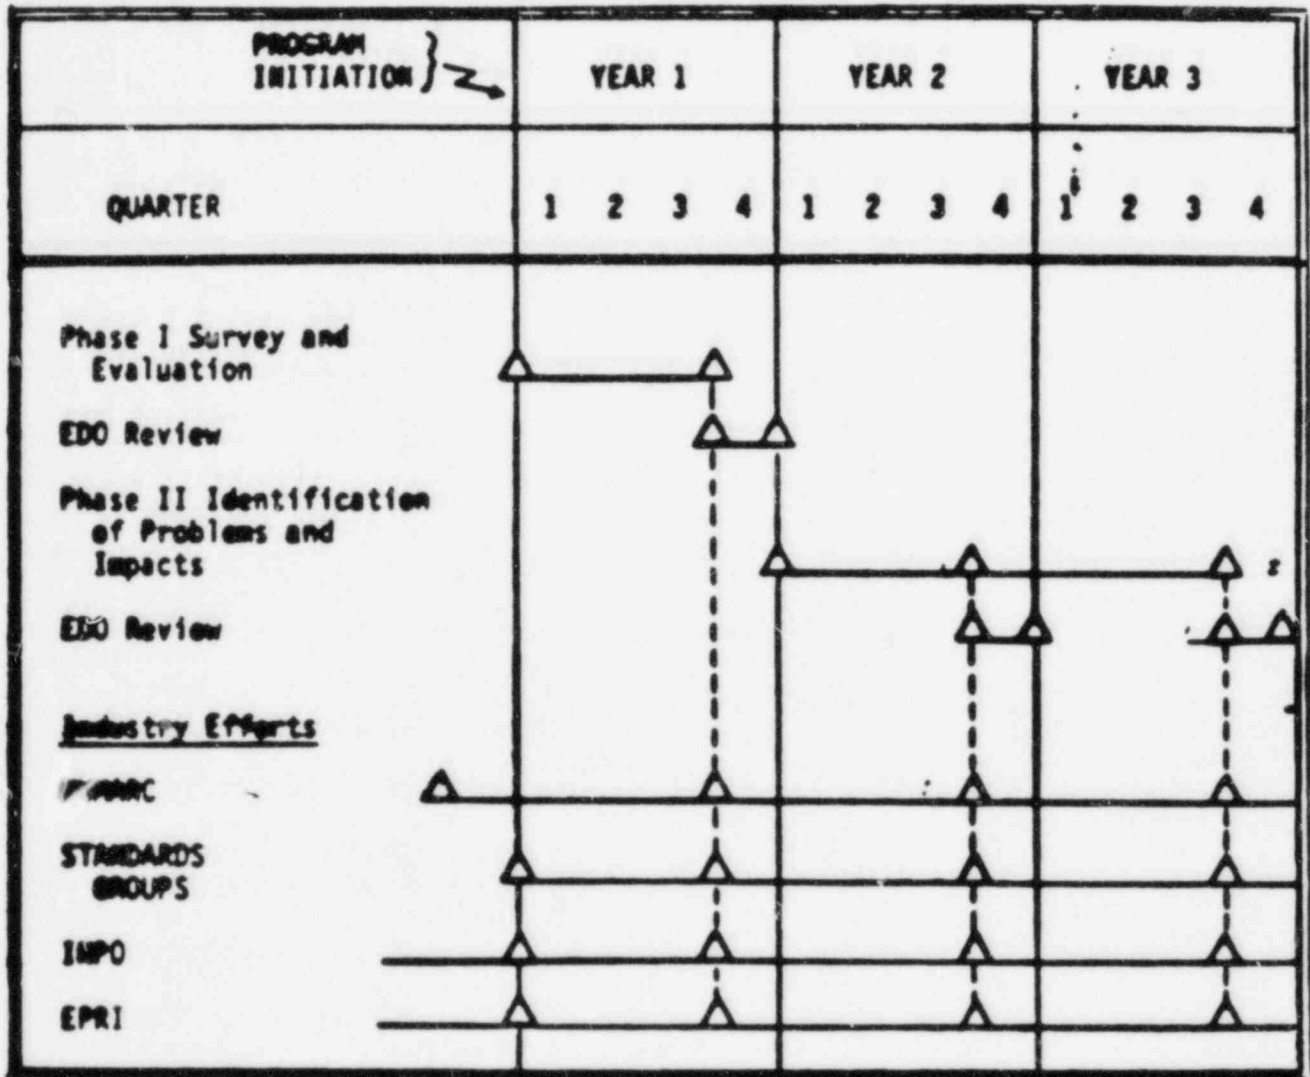 PROGRAM
INITIATION
YEAR 1 YEAR 2 YEAR 3
QUARTER 1 2 3 4 1 2 3 4 1 2 3 4
Phase I Survey and
Evaluation
EDO Review
Phase II Identification
of Problems and
Impacts
EDO Review
Industry Efforts
STANDARDS
GROUPS
INPO
EPRI